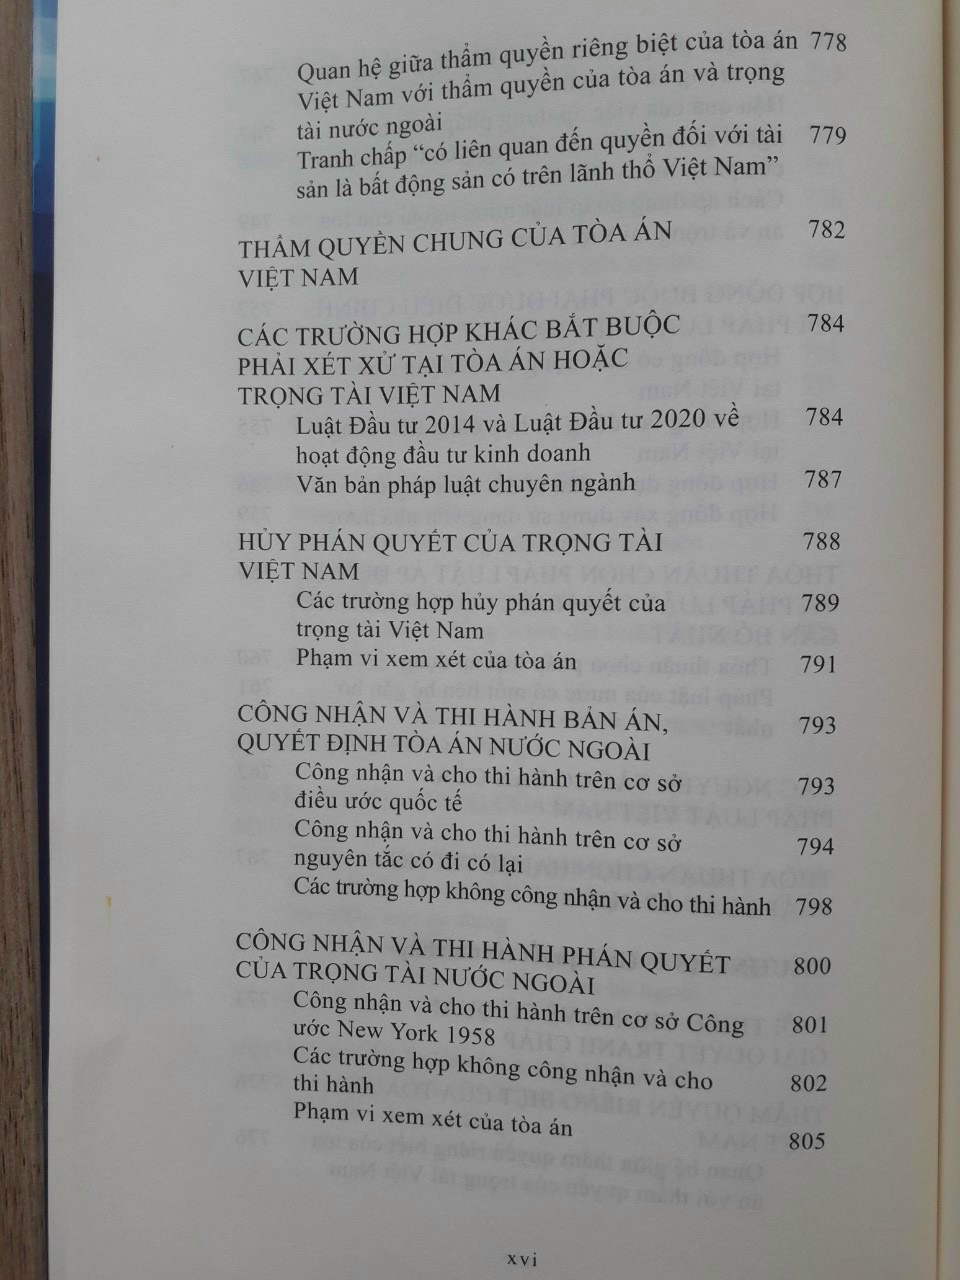 Quan hệ giữa thẩm quyền riêng biệt của tòa án 778
Việt Nam với thẩm quyền của tòa án và trọng
tài nước ngoài
Tranh chấp “có liên quan đến quyền đối với tài 779
sản là bất động sản có trên lãnh thổ Việt Nam”
THẨM QUYỀN CHUNG CỦA TÒA ÁN 782
VIỆT NAM
CÁC TRƯỜNG HỢP KHÁC BẮT BUỘC 784
PHẢI XÉT XỬ TẠI TÒA ÁN HOẶC
TRỌNG TÀI VIỆT NAM
Luật Đầu tư 2014 và Luật Đầu tư 2020 về 784
hoạt động đầu tư kinh doanh
Văn bản pháp luật chuyên ngành 787
HỦY PHÁN QUYẾT CỦA TRỌNG TÀI 788
VIỆT NAM
Các trường hợp hủy phán quyết của 789
trọng tài Việt Nam
Phạm vi xem xét của tòa án 791
CÔNG NHẬN VÀ THI HÀNH BẢN ÁN, 793
QUYẾT ĐỊNH TÒA ÁN NƯỚC NGOÀI
Công nhận và cho thi hành trên cơ sở 793
điều ước quốc tế
Công nhận và cho thi hành trên cơ sở 794
nguyên tắc có đi có lại
Các trường hợp không công nhận và cho thi hành 798
CÔNG NHẬN VÀ THI HÀNH PHÁN QUYẾT 800
CỦA TRỌNG TÀI NƯỚC NGOÀI
Công nhận và cho thi hành trên cơ sở Công 801
ước New York 1958
Các trường hợp không công nhận và cho 802
thi hành
Phạm vi xem xét của tòa án 805
xvi